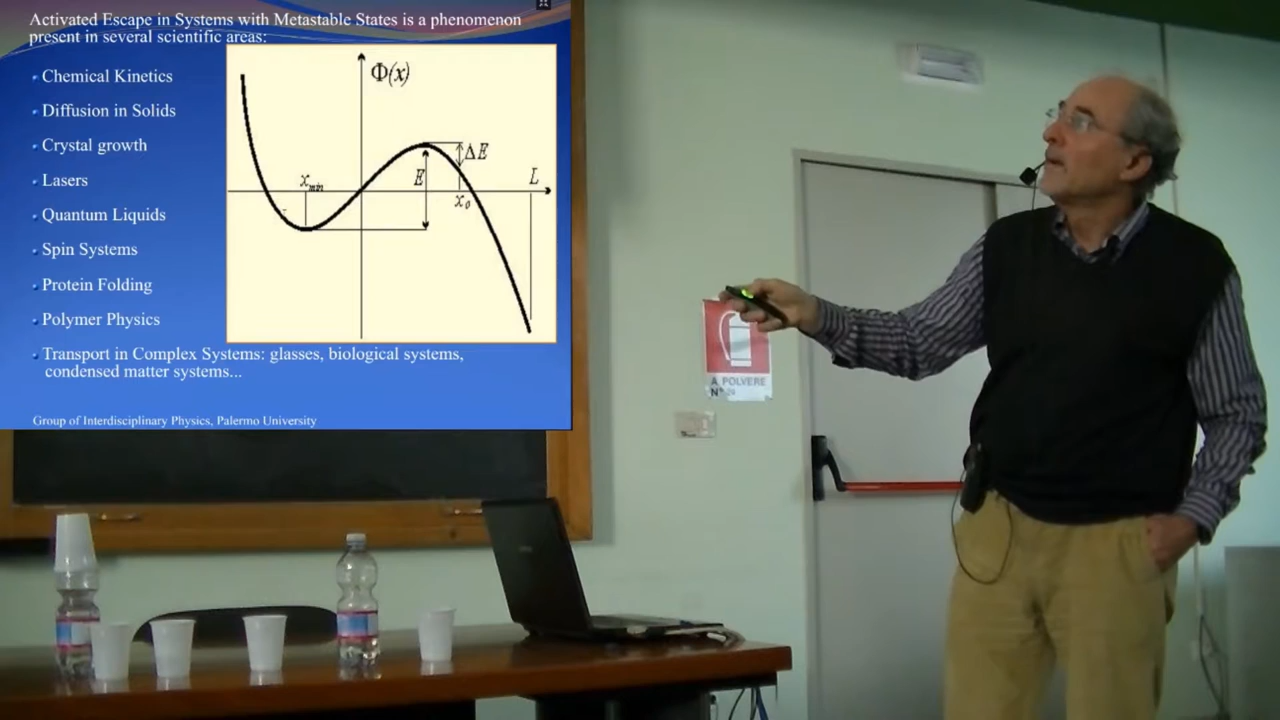 Activated Escape in Systems with Metastable States is a phenomenon
present in several scientific areas:
• Chemical Kinetics
• Diffusion in Solids
• Crystal growth
• Lasers
• Quantum Liquids
• Spin Systems
• Protein Folding
• Polymer Physics
• Transport in Complex Systems: glasses, biological systems,
condensed matter systems...
Φ(x)
ΔE
E
x_min
x_0
L
Group of Interdisciplinary Physics, Palermo University
A POLVERE
N°